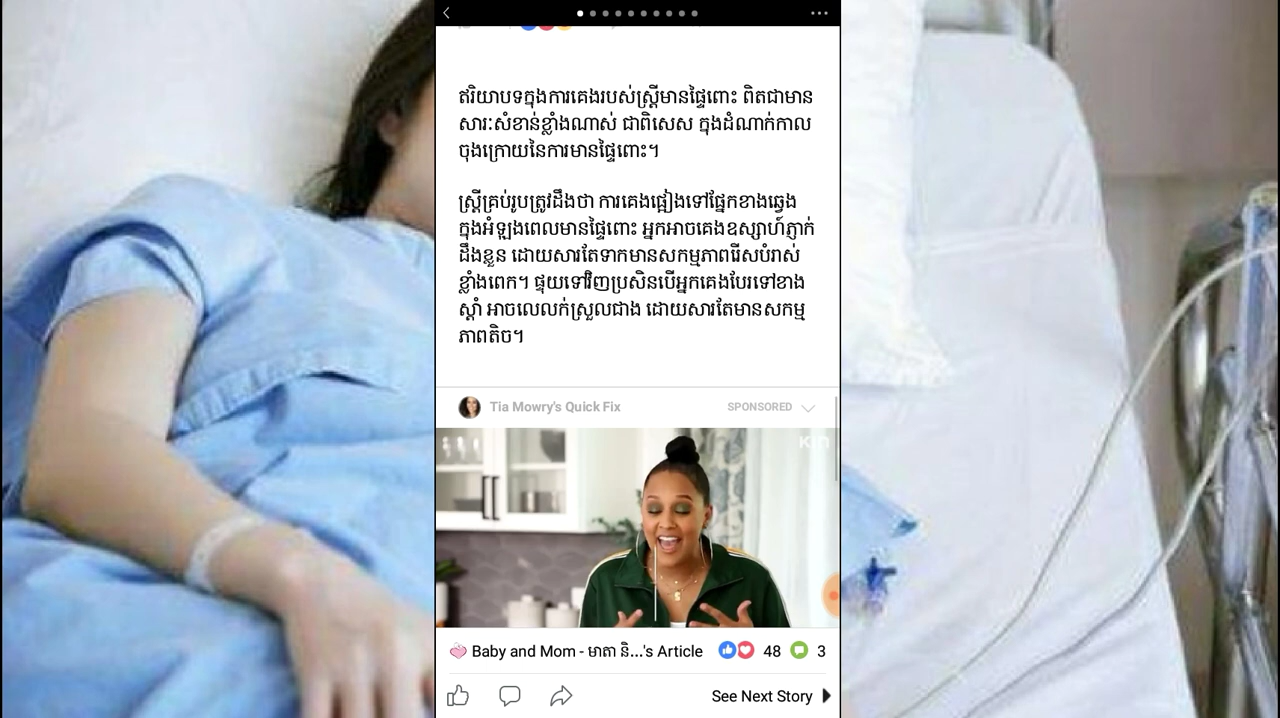 ឥរិយាបទក្នុងការគេងរបស់ស្ត្រីមានផ្ទៃពោះ ពិតជាមាន
សារៈសំខាន់ខ្លាំងណាស់ ជាពិសេស ក្នុងដំណាក់កាល
ចុងក្រោយនៃការមានផ្ទៃពោះ។
ស្ត្រីគ្រប់រូបត្រូវដឹងថា ការគេងផ្អៀងទៅផ្នែកខាងឆ្វេង
ក្នុងអំឡុងពេលមានផ្ទៃពោះ អ្នកអាចគេងឧស្សាហ៍ភ្ញាក់
ដឹងខ្លួន ដោយសារតែទារកមានសកម្មភាពរើសបំរាស់
ខ្លាំងពេក។ ផ្ទុយទៅវិញប្រសិនបើអ្នកគេងបែរទៅខាង
ស្តាំ អាចលេលក់ស្រួលជាង ដោយសារតែមានសកម្ម
ភាពតិច។
Tia Mowry's Quick Fix SPONSORED
KIN
Baby and Mom - មាតា និ...'s Article 48 3
See Next Story